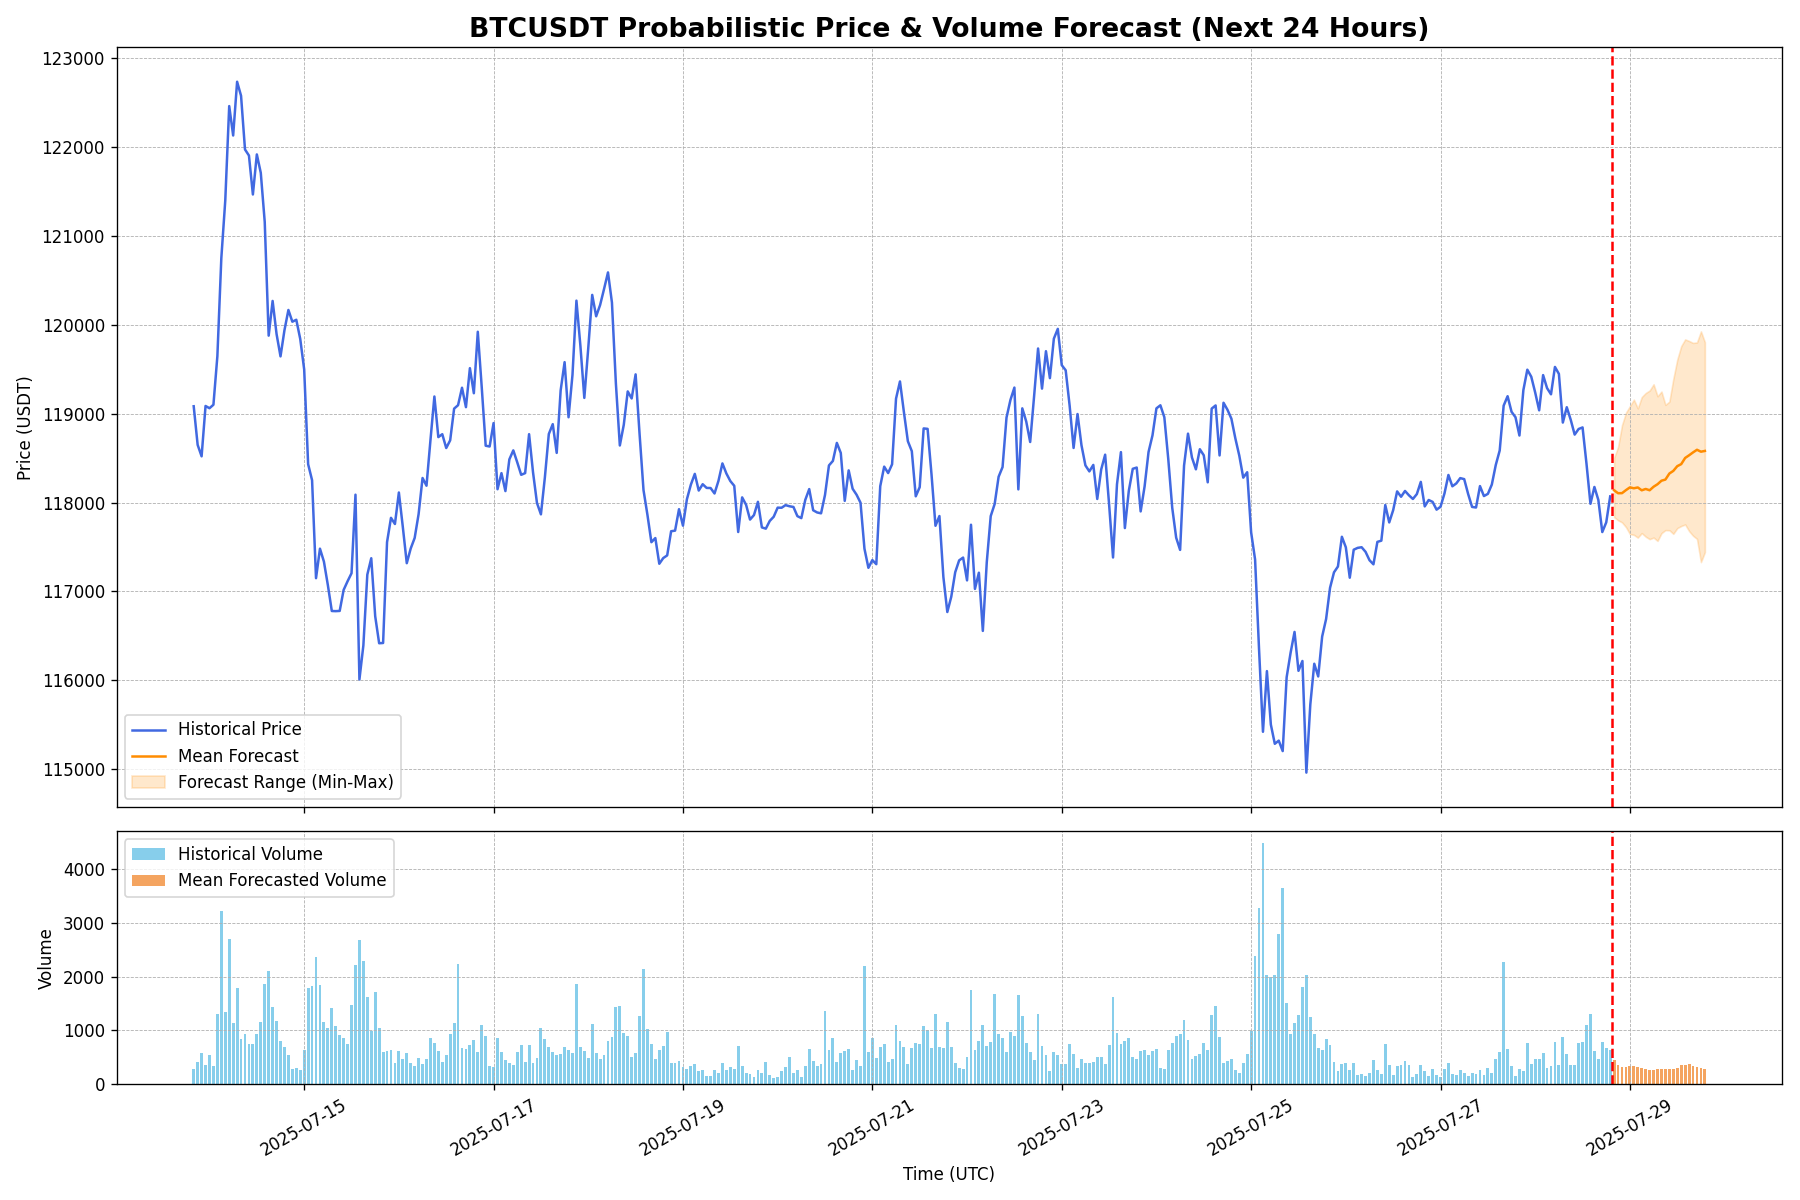 BTCUSDT Probabilistic Price & Volume Forecast (Next 24 Hours)
123000
122000
121000
120000
119000
118000
117000
116000
115000
Price (USDT)
Historical Price
Mean Forecast
Forecast Range (Min-Max)
4000
3000
2000
1000
0
Volume
Historical Volume
Mean Forecasted Volume
2025-07-15
2025-07-17
2025-07-19
2025-07-21
2025-07-23
2025-07-25
2025-07-27
2025-07-29
Time (UTC)